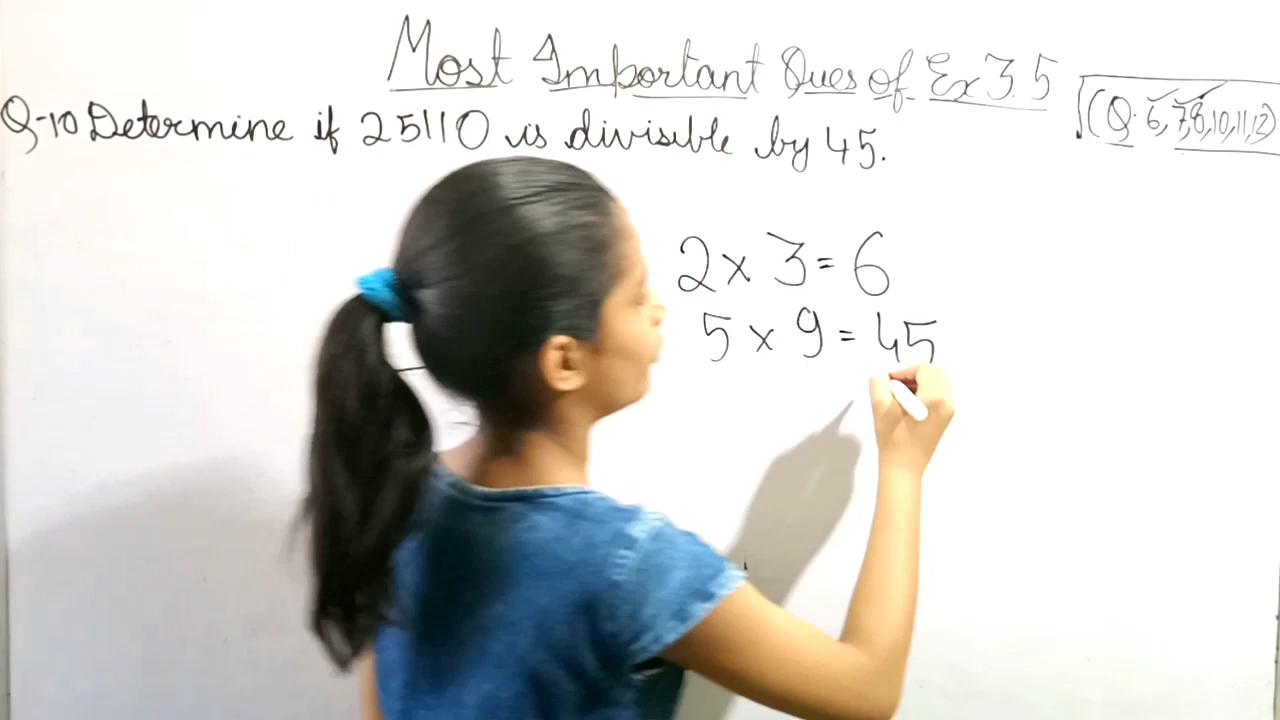 Most Important Ques of Ex 3.5
(Q. 6, 7, 8, 10, 11, 12)
Q-10 Determine if 25110 is divisible by 45.
2 x 3 = 6
5 x 9 = 45